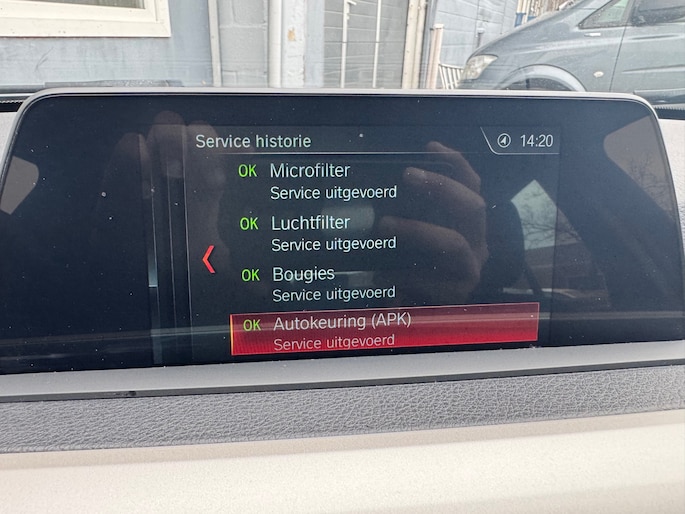 Service historie
14:20
OK Microfilter
Service uitgevoerd
OK Luchtfilter
Service uitgevoerd
OK Bougies
Service uitgevoerd
OK Autokeuring (APK)
Service uitgevoerd